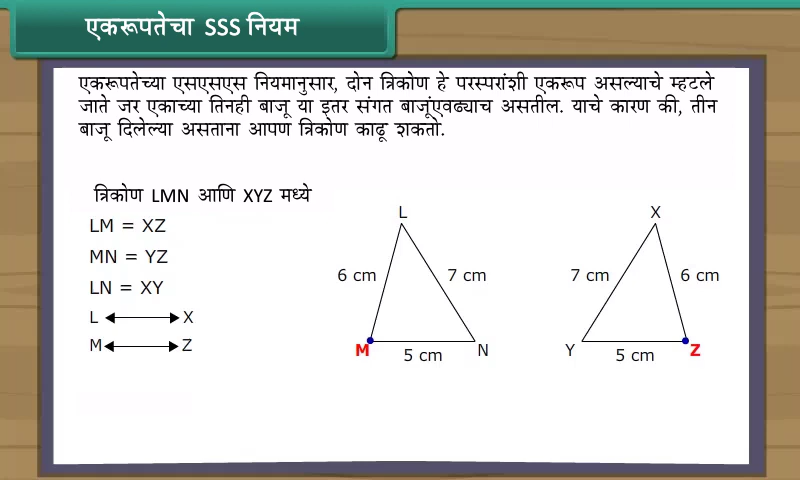 एकरूपतेचा SSS नियम
एकरूपतेच्या एसएसएस नियमानुसार, दोन त्रिकोण हे परस्परांशी एकरूप असल्याचे म्हटले
जाते जर एकाच्या तिनही बाजू या इतर संगत बाजूंएवढ्याच असतील. याचे कारण की, तीन
बाजू दिलेल्या असताना आपण त्रिकोण काढू शकतो.
त्रिकोण LMN आणि XYZ मध्ये
LM = XZ
MN = YZ
LN = XY
L X
M Z
L
6 cm 7 cm
M N
5 cm
X
7 cm 6 cm
Y Z
5 cm